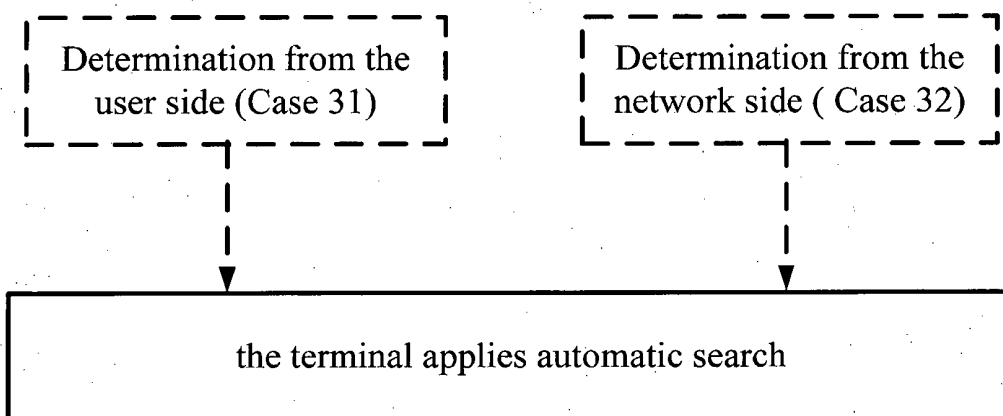 Determination from the
user side (Case 31)
Determination from the
network side ( Case 32)
the terminal applies automatic search